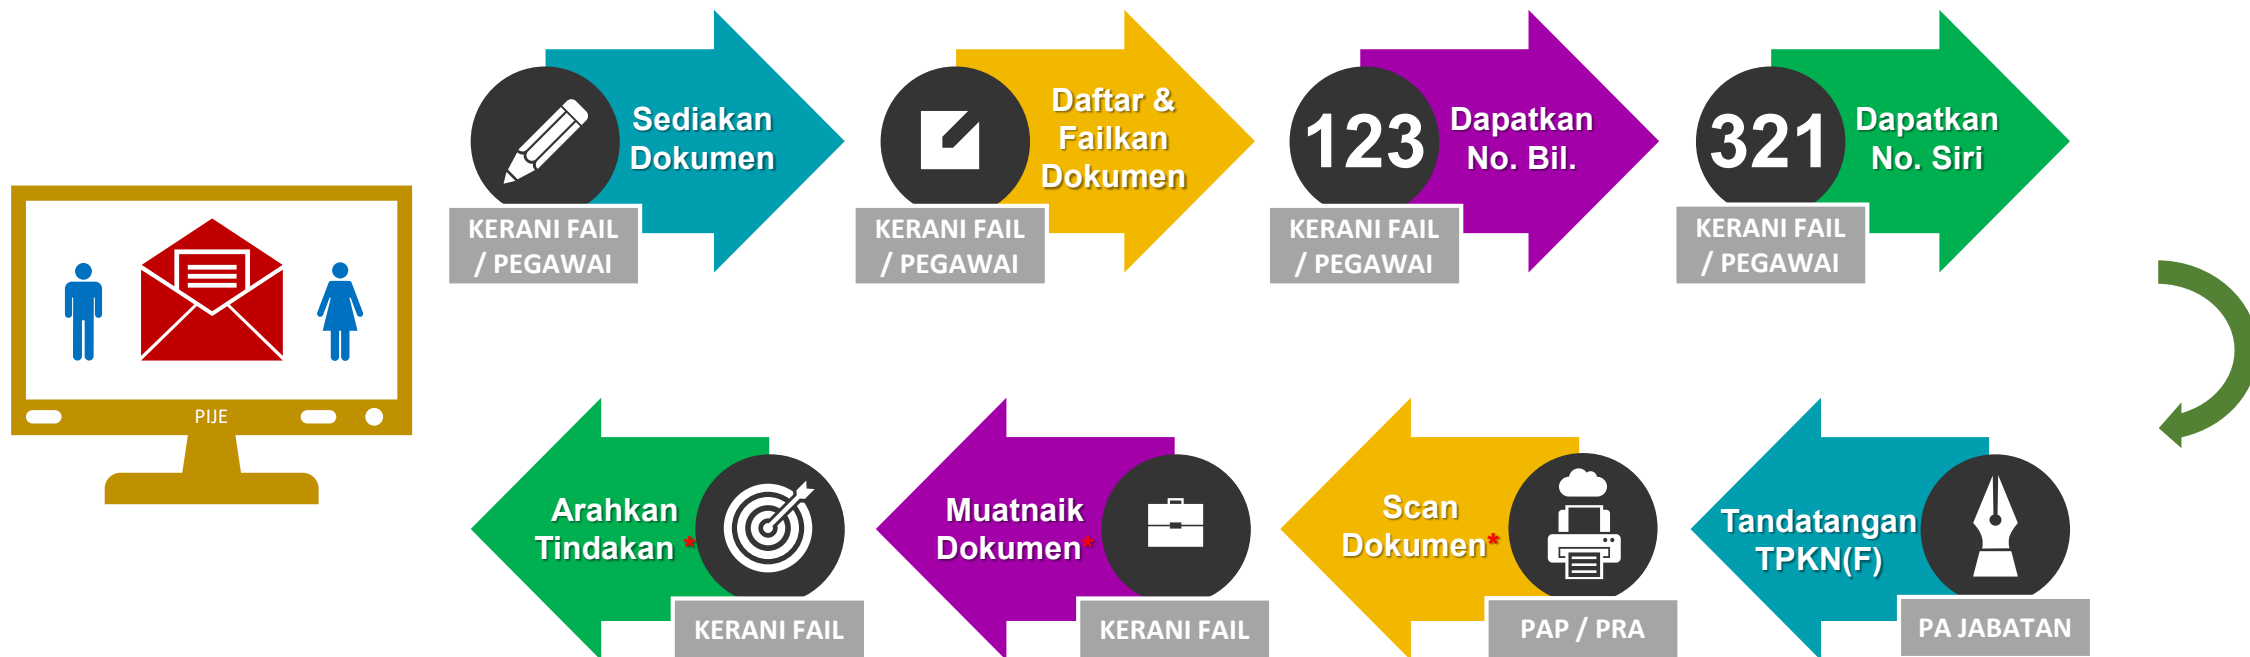 Sediakan
Dokumen
KERANI FAIL
/ PEGAWAI
Daftar &
Failkan
Dokumen
KERANI FAIL
/ PEGAWAI
123
Dapatkan
No. Bil.
KERANI FAIL
/ PEGAWAI
321
Dapatkan
No. Siri
KERANI FAIL
/ PEGAWAI
PIJE
Tandatangan
TPKN(F)
PA JABATAN
Scan
Dokumen*
PAP / PRA
Muatnaik
Dokumen*
KERANI FAIL
Arahkan
Tindakan *
KERANI FAIL